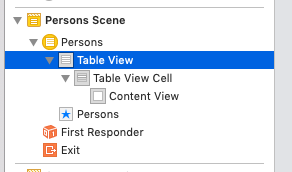 Persons Scene
Persons
Table View
Table View Cell
Content View
Persons
First Responder
Exit